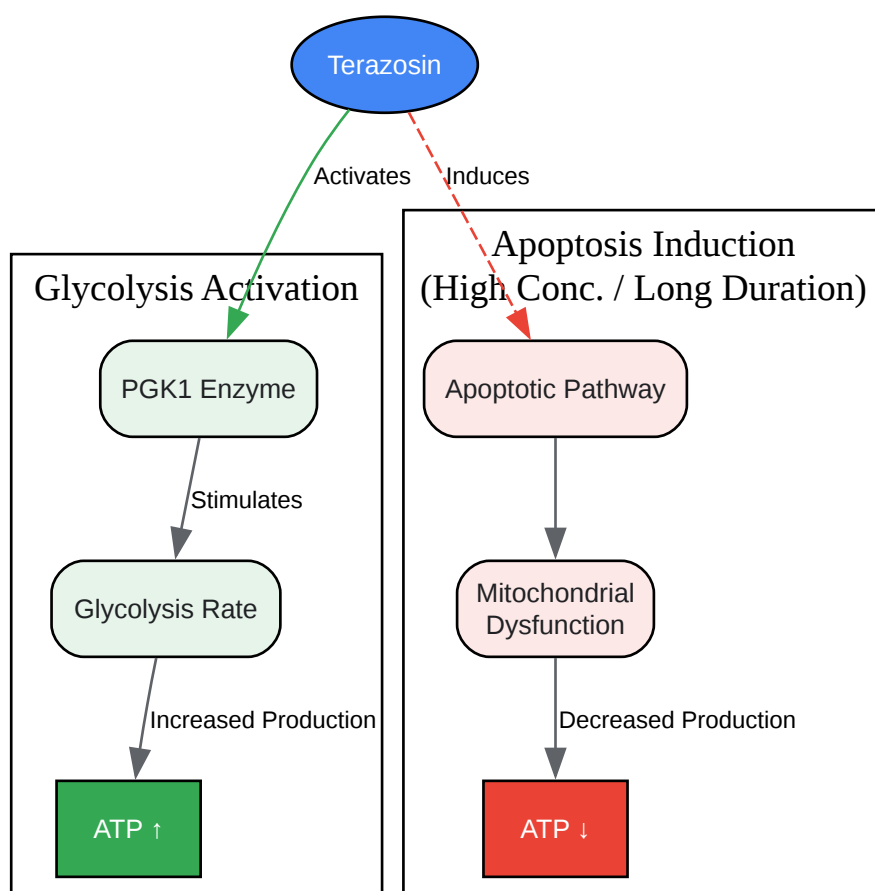 Terazosin
Activates
Induces
Glycolysis Activation
Apoptosis Induction
(High Conc. / Long Duration)
PGK1 Enzyme
Apoptotic Pathway
Stimulates
Glycolysis Rate
Mitochondrial
Dysfunction
Increased Production
Decreased Production
ATP ↑
ATP ↓